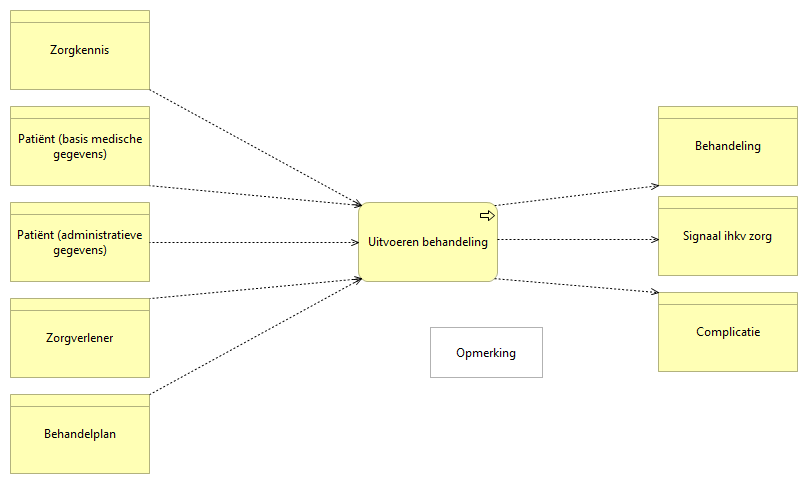 Zorgkennis
Patiënt (basis medische
gegevens)
Patiënt (administratieve
gegevens)
Zorgverlener
Behandelplan
Uitvoeren behandeling
Opmerking
Behandeling
Signaal ihkv zorg
Complicatie